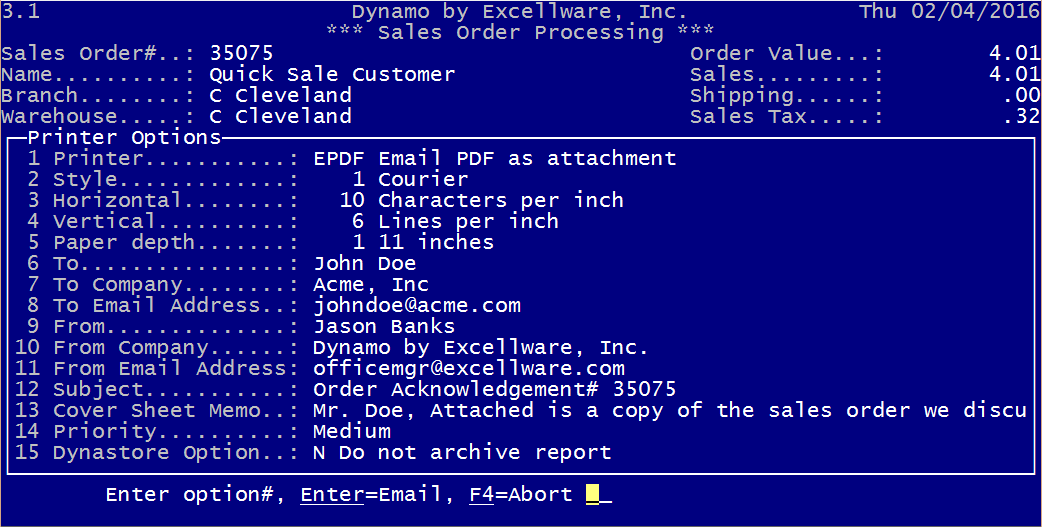 3.1 Dynamo by Excellware, Inc. Thu 02/04/2016
*** Sales Order Processing ***
Sales Order#..: 35075 Order Value...: 4.01
Name..........: Quick Sale Customer Sales.........: 4.01
Branch........: C Cleveland Shipping......: .00
Warehouse.....: C Cleveland Sales Tax.....: .32
Printer Options
1 Printer...........: EPDF Email PDF as attachment
2 Style.............: 1 Courier
3 Horizontal........: 10 Characters per inch
4 Vertical..........: 6 Lines per inch
5 Paper depth.......: 1 11 inches
6 To................: John Doe
7 To Company........: Acme, Inc
8 To Email Address..: johndoe@acme.com
9 From..............: Jason Banks
10 From Company......: Dynamo by Excellware, Inc.
11 From Email Address: officemgr@excellware.com
12 Subject...........: Order Acknowledgement# 35075
13 Cover Sheet Memo..: Mr. Doe, Attached is a copy of the sales order we discu
14 Priority..........: Medium
15 Dynastore Option..: N Do not archive report
Enter option#, Enter=Email, F4=Abort _